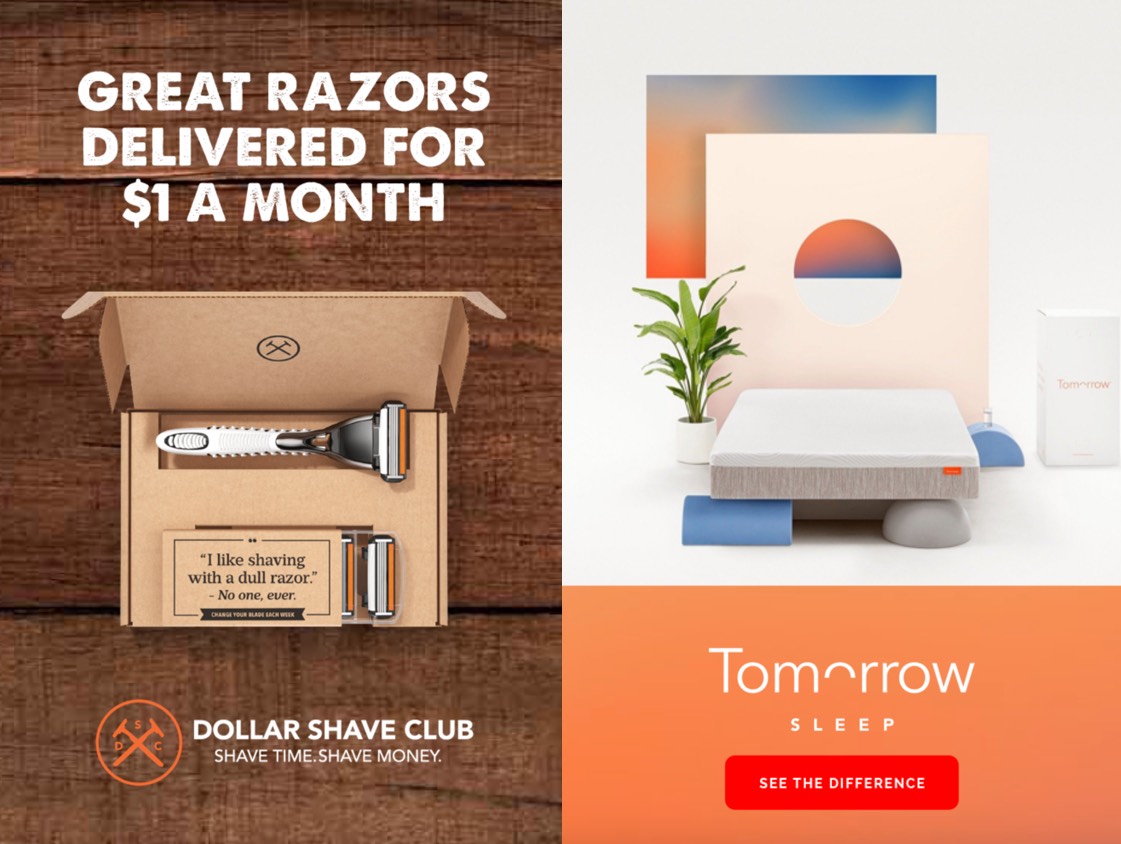 GREAT RAZORS
DELIVERED FOR
$1 A MONTH
“I like shaving
with a dull razor.”
- No one, ever.
CHANGE YOUR BLADE EACH WEEK
S
D C
DOLLAR SHAVE CLUB
SHAVE TIME.SHAVE MONEY.
Tomorrow
Tomorrow
SLEEP
SEE THE DIFFERENCE